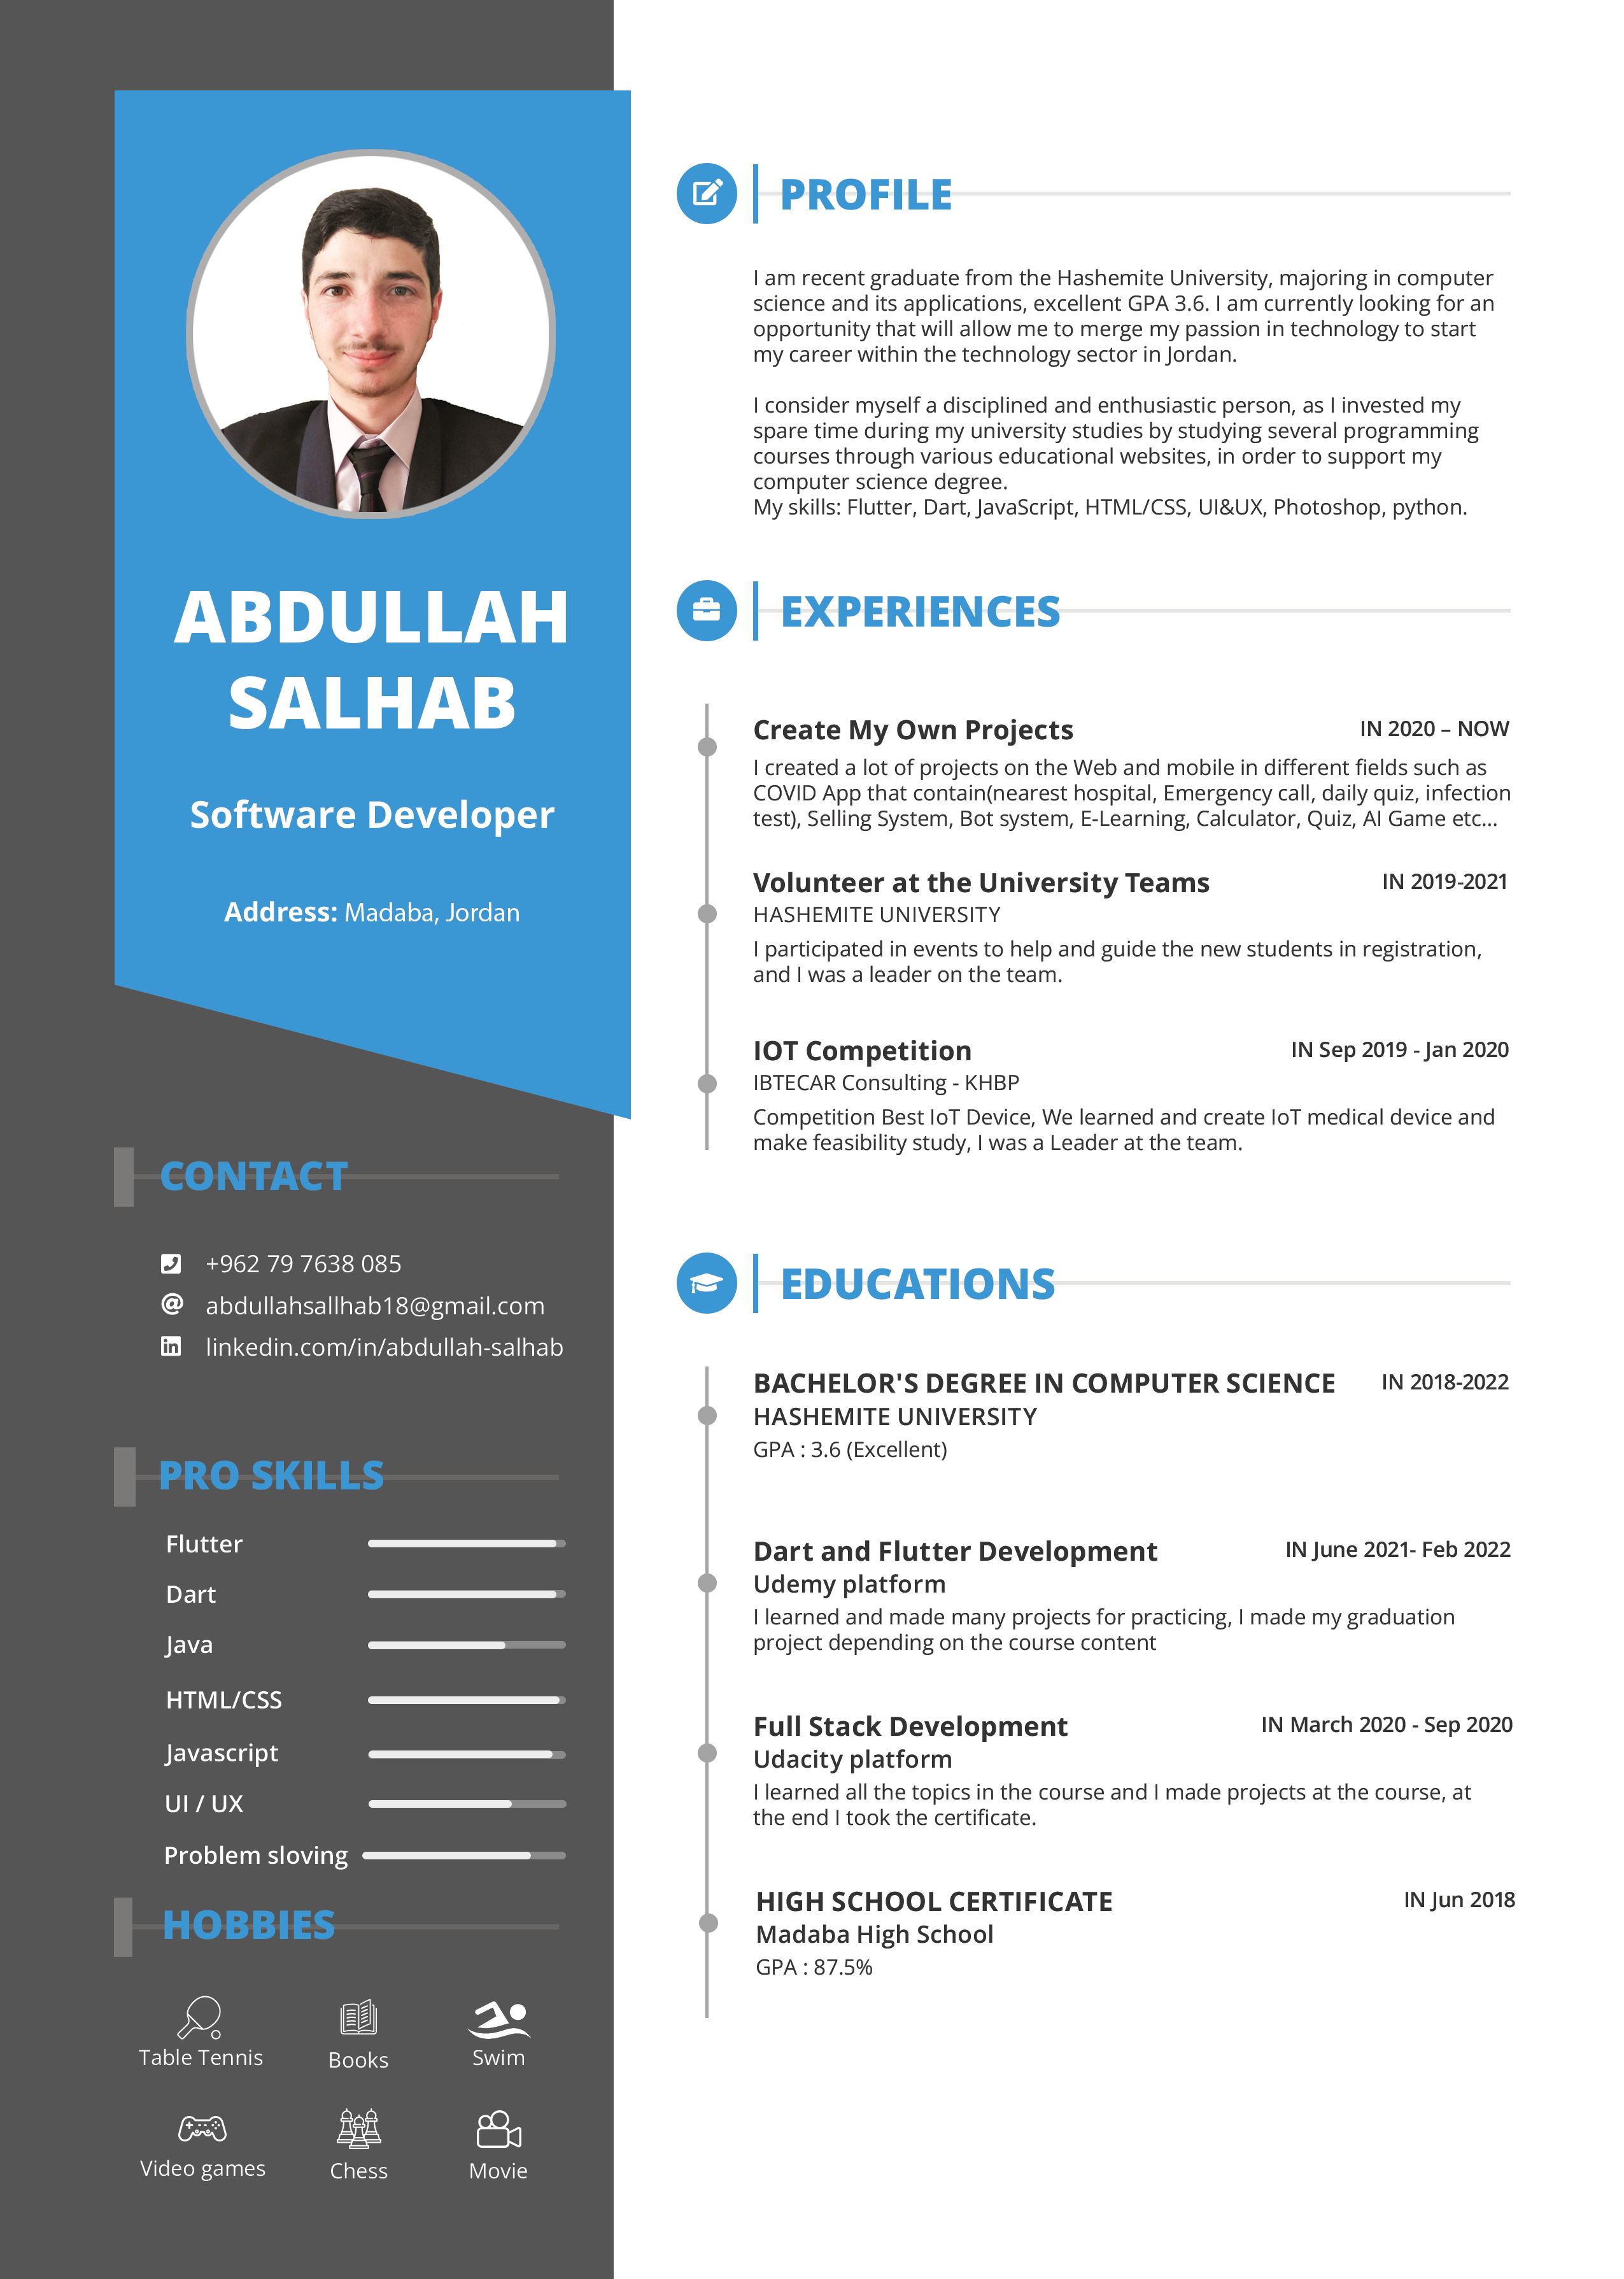 ABDULLAH
SALHAB
Software Developer
Address: Madaba, Jordan
CONTACT
+962 79 7638 085
abdullahsallhab18@gmail.com
linkedin.com/in/abdullah-salhab
PRO SKILLS
Flutter
Dart
Java
HTML/CSS
Javascript
UI / UX
Problem sloving
HOBBIES
Table Tennis
Books
Swim
Video games
Chess
Movie
PROFILE
I am recent graduate from the Hashemite University, majoring in computer
science and its applications, excellent GPA 3.6. I am currently looking for an
opportunity that will allow me to merge my passion in technology to start
my career within the technology sector in Jordan.
I consider myself a disciplined and enthusiastic person, as I invested my
spare time during my university studies by studying several programming
courses through various educational websites, in order to support my
computer science degree.
My skills: Flutter, Dart, JavaScript, HTML/CSS, UI&UX, Photoshop, python.
EXPERIENCES
Create My Own Projects IN 2020 – NOW
I created a lot of projects on the Web and mobile in different fields such as
COVID App that contain(nearest hospital, Emergency call, daily quiz, infection
test), Selling System, Bot system, E-Learning, Calculator, Quiz, AI Game etc...
Volunteer at the University Teams IN 2019-2021
HASHEMITE UNIVERSITY
I participated in events to help and guide the new students in registration,
and I was a leader on the team.
IOT Competition IN Sep 2019 - Jan 2020
IBTECAR Consulting - KHBP
Competition Best IoT Device, We learned and create IoT medical device and
make feasibility study, I was a Leader at the team.
EDUCATIONS
BACHELOR'S DEGREE IN COMPUTER SCIENCE IN 2018-2022
HASHEMITE UNIVERSITY
GPA : 3.6 (Excellent)
Dart and Flutter Development IN June 2021- Feb 2022
Udemy platform
I learned and made many projects for practicing, I made my graduation
project depending on the course content
Full Stack Development IN March 2020 - Sep 2020
Udacity platform
I learned all the topics in the course and I made projects at the course, at
the end I took the certificate.
HIGH SCHOOL CERTIFICATE IN Jun 2018
Madaba High School
GPA : 87.5%